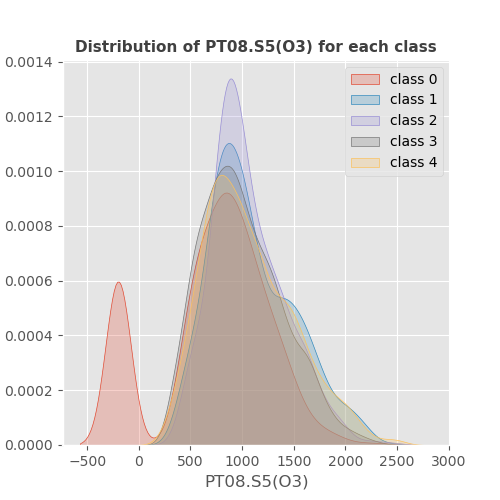 Distribution of PT08.S5(O3) for each class
class 0
class 1
class 2
class 3
class 4
0.0014
0.0012
0.0010
0.0008
0.0006
0.0004
0.0002
0.0000
−500 0 500 1000 1500 2000 2500 3000
PT08.S5(O3)